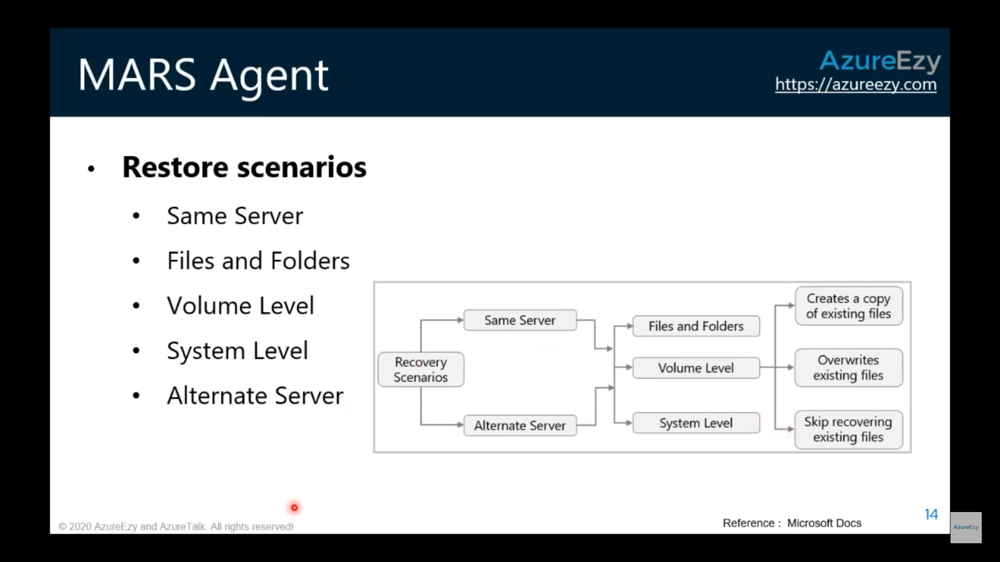 MARS Agent
AzureEzy
https://azureezy.com
• Restore scenarios
• Same Server
• Files and Folders
• Volume Level
• System Level
• Alternate Server
Recovery
Scenarios
Same Server
Alternate Server
Files and Folders
Volume Level
System Level
Creates a copy
of existing files
Overwrites
existing files
Skip recovering
existing files
© 2020 AzureEzy and AzureTalk. All rights reserved!
Reference : Microsoft Docs
14
AzureEzy